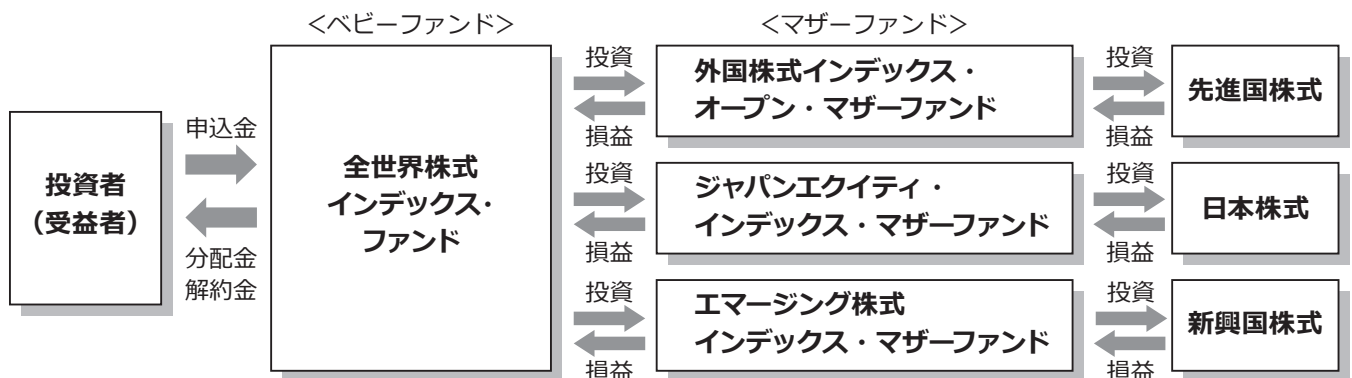 ＜ベビーファンド＞
＜マザーファンド＞
投資者
（受益者）
申込金
分配金
解約金
全世界株式
インデックス・
ファンド
投資
損益
外国株式インデックス・
オープン・マザーファンド
投資
損益
先進国株式
投資
損益
ジャパンエクイティ・
インデックス・マザーファンド
投資
損益
日本株式
投資
損益
エマージング株式
インデックス・マザーファンド
投資
損益
新興国株式